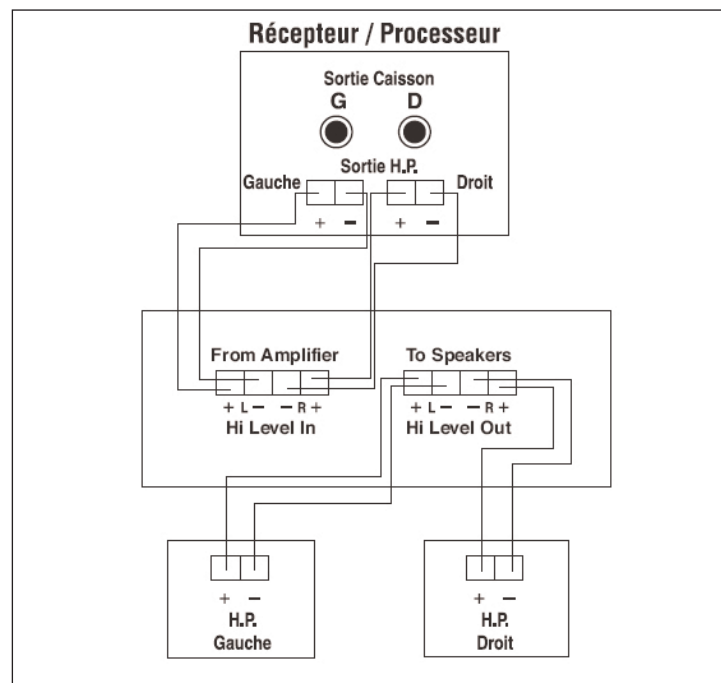 Récepteur / Processeur
Sortie Caisson
G D
Sortie H.P.
Gauche Droit
+ − + −
From Amplifier To Speakers
+ L − − R + + L − − R +
Hi Level In Hi Level Out
+ − + −
H.P. H.P.
Gauche Droit